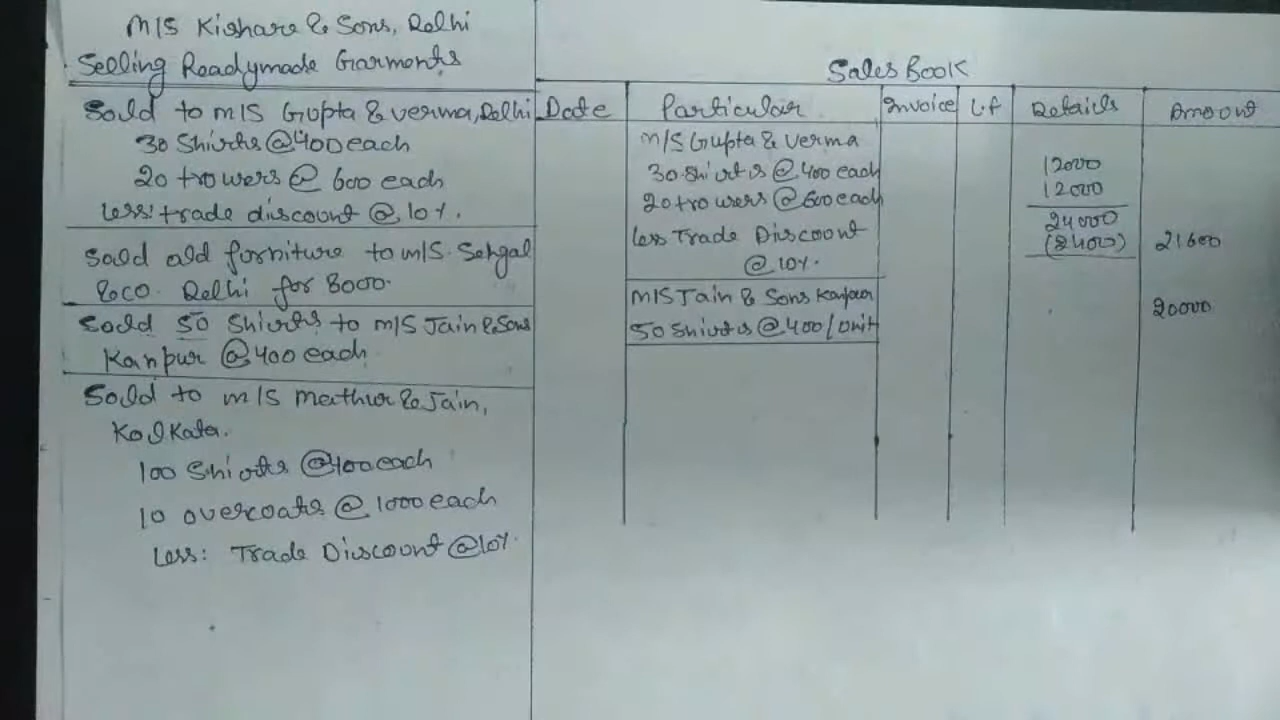 M/S Kishore & Sons, Delhi
Selling Readymade Garments
Sold to M/S Gupta & Verma, Delhi
30 Shirts @ 400 each
20 trowers @ 600 each
Less: trade discount @ 10%.
Sold old forniture to M/S. Sehgal
& co. Delhi for 8000.
Sold 50 Shirts to M/S Jain & Sons
Kanpur @ 400 each
Sold to M/S Mathur & Jain,
Kolkata.
100 Shirts @ 400 each
10 overcoats @ 1000 each
Less: Trade Discount @ 10%.
Sales Book
Date Particular Invoice L.f Details Amount
M/S Gupta & Verma
30 Shirts @ 400 each 12000
20 trowers @ 600 each 12000
24000
Less Trade Discount (2400) 21600
@ 10%.
M/S Jain & Sons Kanpur 20000
50 Shirts @ 400/Unit